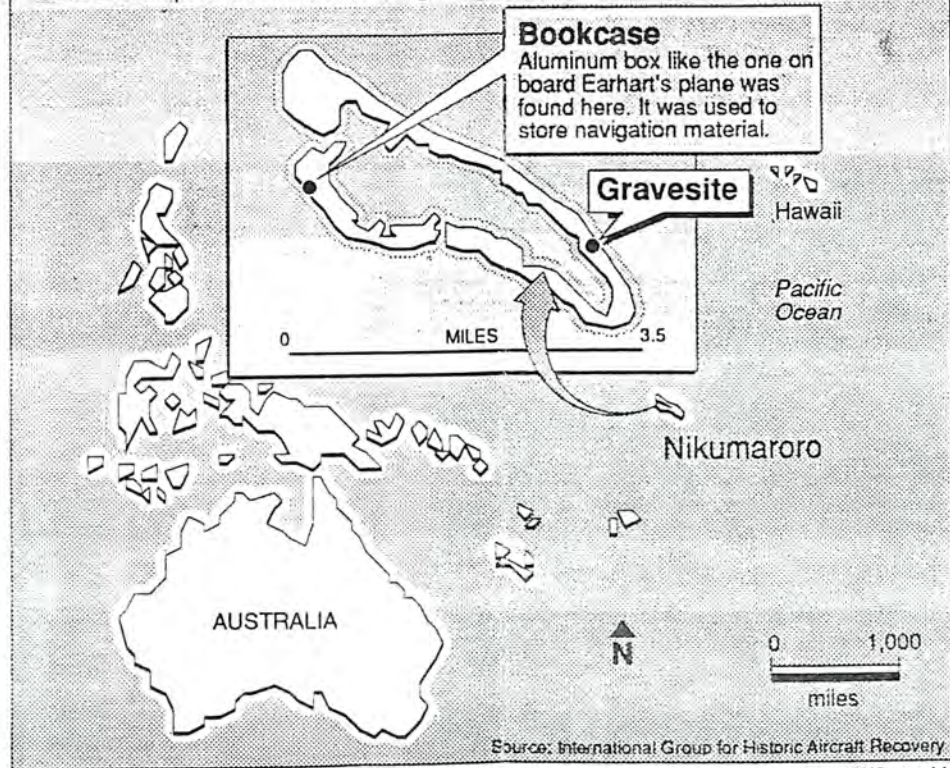 Bookcase
Aluminum box like the one on
board Earhart's plane was
found here. It was used to
store navigation material.
Gravesite
Hawaii
Pacific
Ocean
0 MILES 3.5
Nikumaroro
AUSTRALIA
N
0 1,000
miles
Source: International Group for Historic Aircraft Recovery